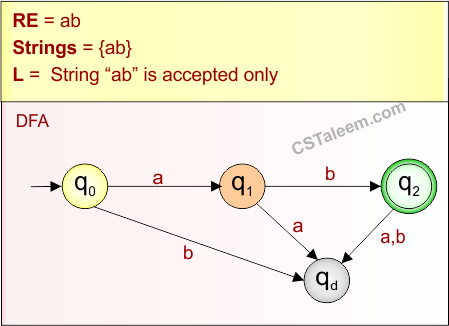 RE = ab
Strings = {ab}
L = String “ab” is accepted only
DFA
CSTaleem.com
q0
a
q1
b
q2
b
a
a,b
qd